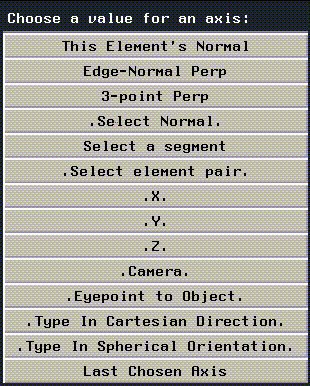 Choose a value for an axis:
This Element's Normal
Edge-Normal Perp
3-point Perp
.Select Normal.
Select a segment
.Select element pair.
.X.
.Y.
.Z.
.Camera.
.Eyepoint to Object.
.Type In Cartesian Direction.
.Type In Spherical Orientation.
Last Chosen Axis